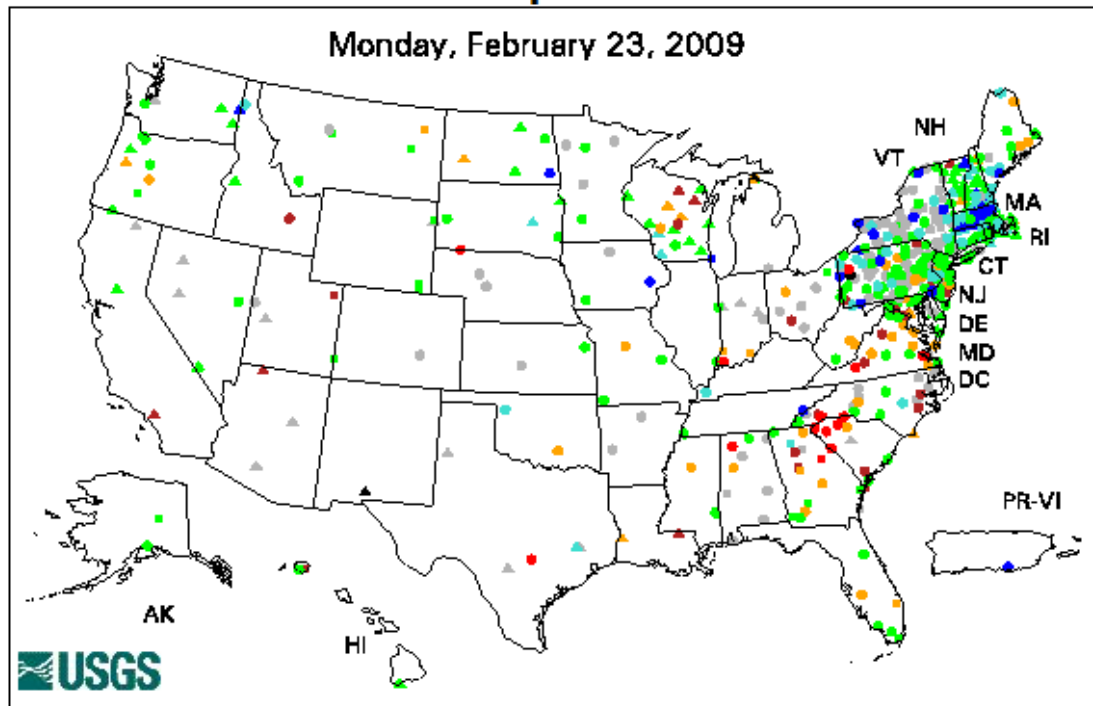 Monday, February 23, 2009
NH
VT
MA
RI
CT
NJ
DE
MD
DC
PR-VI
AK
HI
USGS